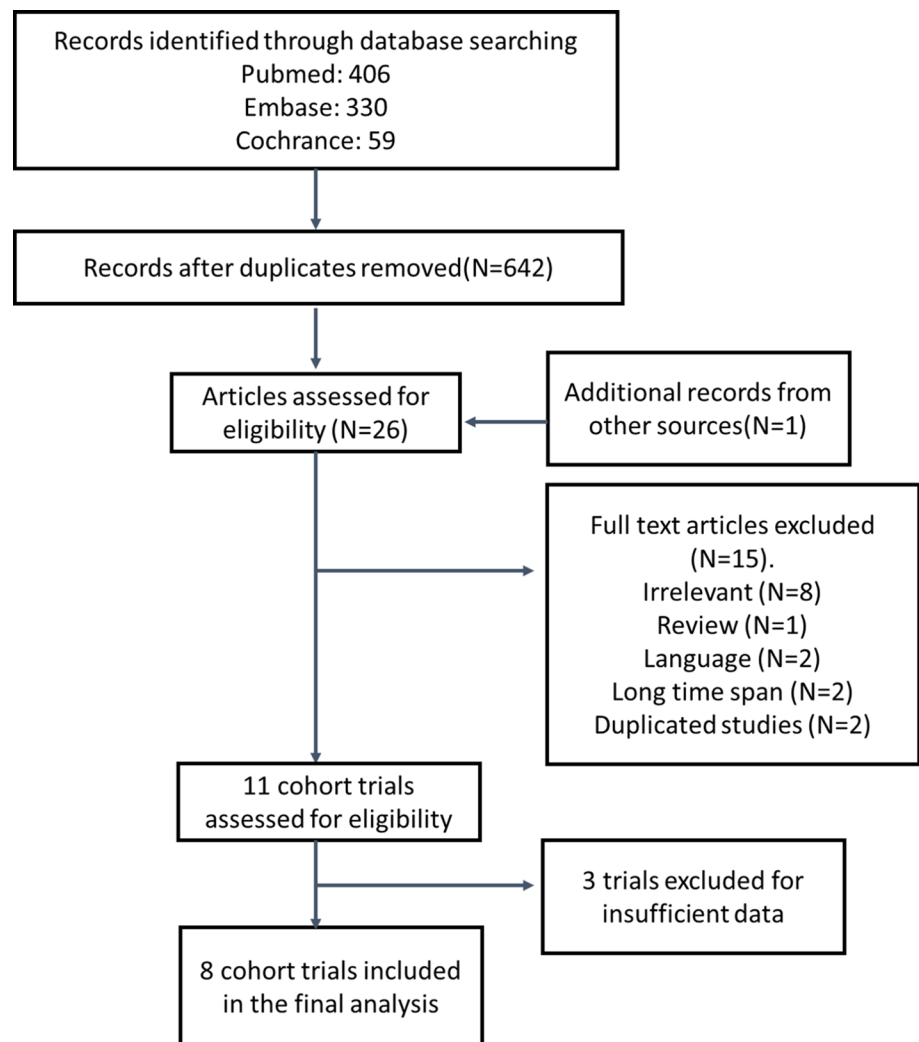 Records identified through database searching
Pubmed: 406
Embase: 330
Cochrance: 59
Records after duplicates removed(N=642)
Articles assessed for
eligibility (N=26)
Additional records from
other sources(N=1)
Full text articles excluded
(N=15).
Irrelevant (N=8)
Review (N=1)
Language (N=2)
Long time span (N=2)
Duplicated studies (N=2)
11 cohort trials
assessed for eligibility
3 trials excluded for
insufficient data
8 cohort trials included
in the final analysis